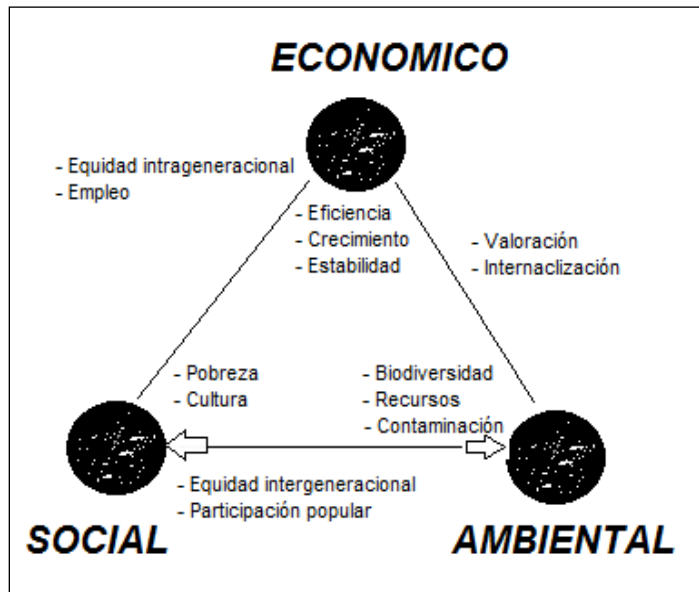 ECONOMICO
- Equidad intrageneracional
- Empleo
- Eficiencia
- Crecimiento
- Estabilidad
- Valoración
- Internaclización
- Pobreza
- Cultura
- Biodiversidad
- Recursos
- Contaminación
- Equidad intergeneracional
- Participación popular
SOCIAL
AMBIENTAL